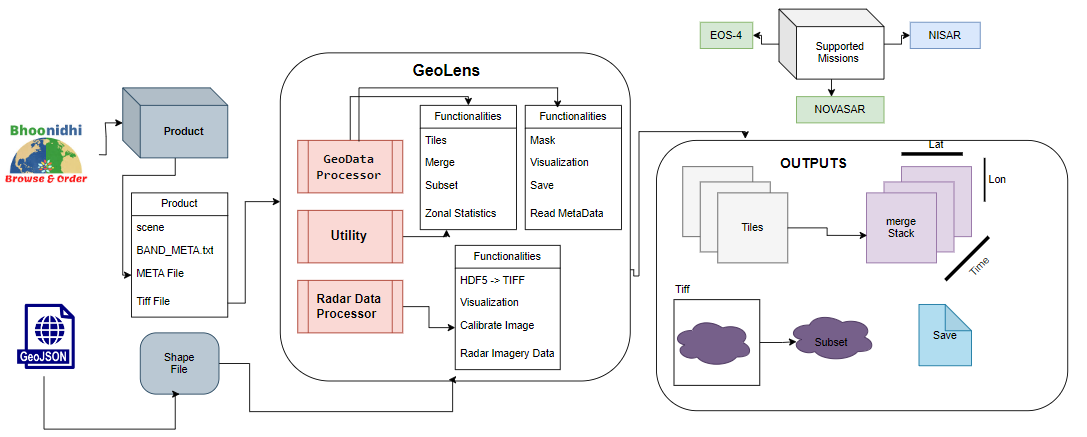 Bhoonidhi
Browse & Order
Product
Product
scene
BAND_META.txt
META File
Tiff File
GeoJSON
Shape
File
GeoLens
GeoData
Processor
Utility
Radar Data
Processor
Functionalities
Tiles
Merge
Subset
Zonal Statistics
Functionalities
Mask
Visualization
Save
Read MetaData
Functionalities
HDF5 -> TIFF
Visualization
Calibrate Image
Radar Imagery Data
EOS-4
Supported
Missions
NISAR
NOVASAR
OUTPUTS
Lat
Lon
Tiles
merge
Stack
Time
Tiff
Subset
Save